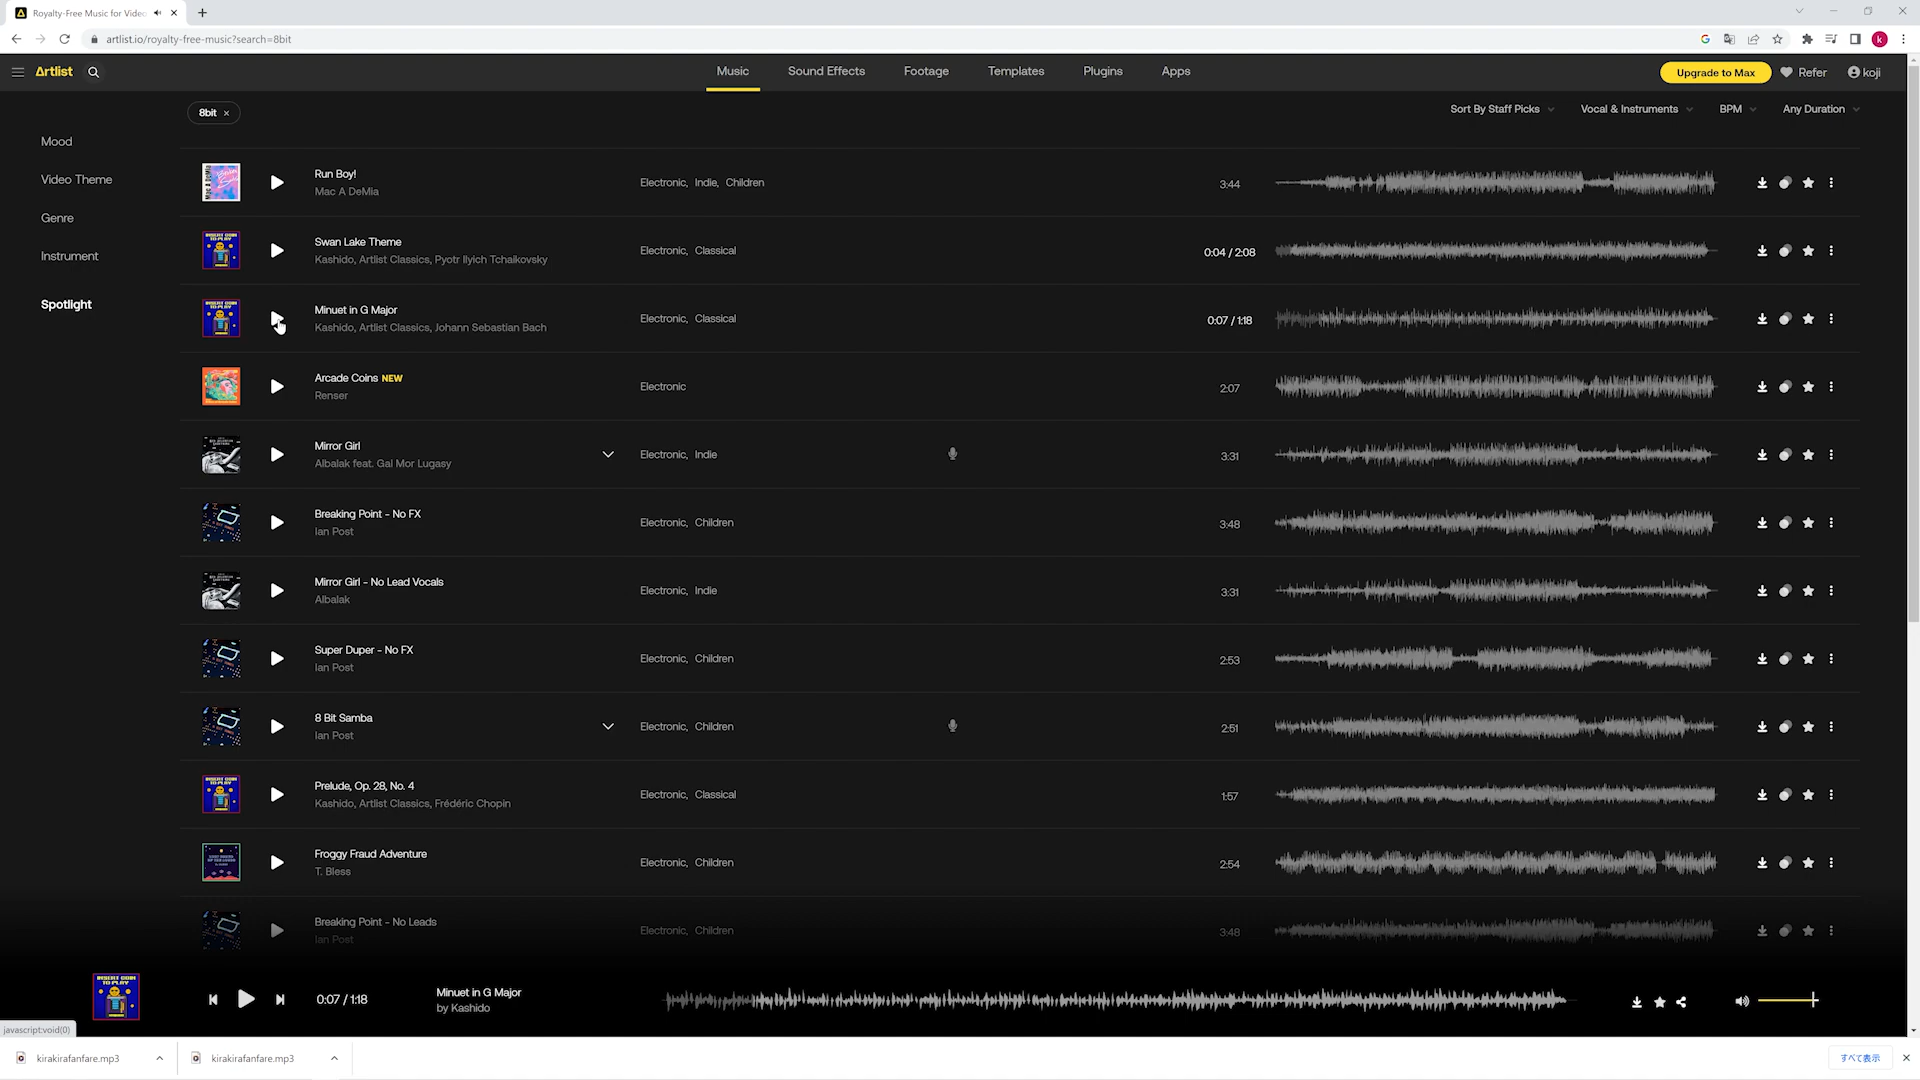 Royalty-Free Music for Video
artlist.io/royalty-free-music?search=8bit
Artlist
Music
Sound Effects
Footage
Templates
Plugins
Apps
Upgrade to Max
Refer
koji
8bit
Sort By Staff Picks
Vocal & Instruments
BPM
Any Duration
Mood
Video Theme
Genre
Instrument
Spotlight
Run Boy!
Mac A DeMia
Electronic, Indie, Children
3:44
Swan Lake Theme
Kashido, Artlist Classics, Pyotr Ilyich Tchaikovsky
Electronic, Classical
0:04 / 2:08
Minuet in G Major
Kashido, Artlist Classics, Johann Sebastian Bach
Electronic, Classical
0:07 / 1:18
Arcade Coins NEW
Renser
Electronic
2:07
Mirror Girl
Albalak feat. Gal Mor Lugasy
Electronic, Indie
3:31
Breaking Point - No FX
Ian Post
Electronic, Children
3:48
Mirror Girl - No Lead Vocals
Albalak
Electronic, Indie
3:31
Super Duper - No FX
Ian Post
Electronic, Children
2:53
8 Bit Samba
Ian Post
Electronic, Children
2:51
Prelude, Op. 28, No. 4
Kashido, Artlist Classics, Frédéric Chopin
Electronic, Classical
1:57
Froggy Fraud Adventure
T. Bless
Electronic, Children
2:54
Breaking Point - No Leads
Ian Post
Electronic, Children
3:48
INSERT COIN
TO PLAY
0:07 / 1:18
Minuet in G Major
by Kashido
javascript:void(0)
kirakirafanfare.mp3
kirakirafanfare.mp3
すべて表示